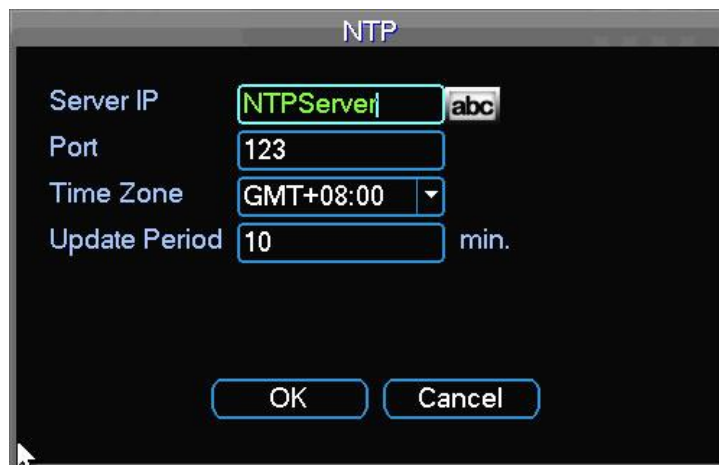 NTP
Server IP NTPServer abc
Port 123
Time Zone GMT+08:00
Update Period 10 min.
OK Cancel